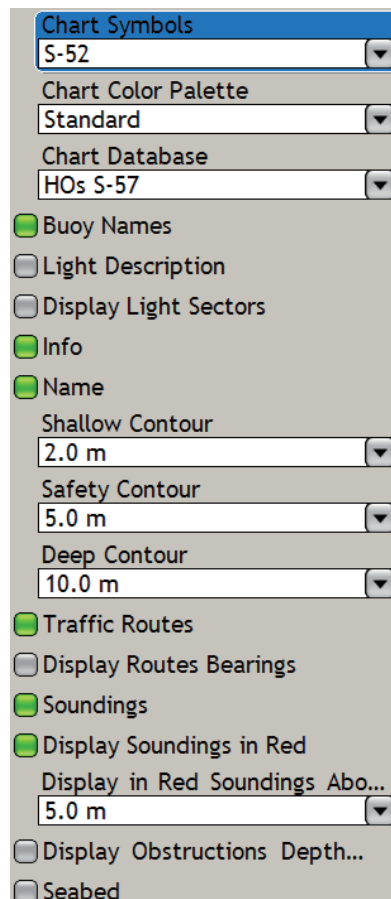 Chart Symbols
S-52
Chart Color Palette
Standard
Chart Database
HOs S-57
Buoy Names
Light Description
Display Light Sectors
Info
Name
Shallow Contour
2.0 m
Safety Contour
5.0 m
Deep Contour
10.0 m
Traffic Routes
Display Routes Bearings
Soundings
Display Soundings in Red
Display in Red Soundings Abo...
5.0 m
Display Obstructions Depth...
Seabed